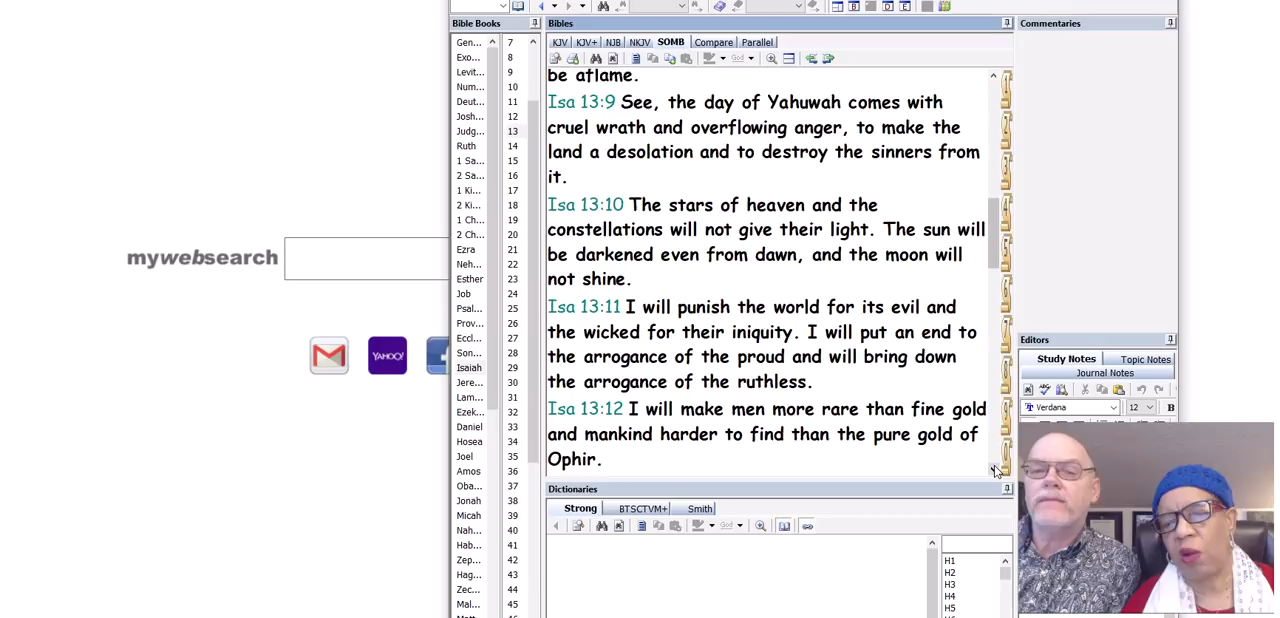 Bible Books
Bibles
Commentaries
KJV KJV+ NJB NKJV SOMB Compare Parallel
Gen... 7
Exo... 8
Levit... 9
Num... 10
Deut... 11
Josh... 12
Judg... 13
Ruth 14
1 Sa... 15
2 Sa... 16
1 Ki... 17
2 Ki... 18
1 Ch... 19
2 Ch... 20
Ezra 21
Neh... 22
Esther 23
Job 24
Psal... 25
Prov... 26
Eccl... 27
Son... 28
Isaiah 29
Jere... 30
Lam... 31
Ezek... 32
Daniel 33
Hosea 34
Joel 35
Amos 36
Oba... 37
Jonah 38
Micah 39
Nah... 40
Hab... 41
Zep... 42
Hag... 43
Zec... 44
Mal... 45
be aflame.
Isa 13:9 See, the day of Yahuwah comes with
cruel wrath and overflowing anger, to make the
land a desolation and to destroy the sinners from
it.
Isa 13:10 The stars of heaven and the
constellations will not give their light. The sun will
be darkened even from dawn, and the moon will
not shine.
Isa 13:11 I will punish the world for its evil and
the wicked for their iniquity. I will put an end to
the arrogance of the proud and will bring down
the arrogance of the ruthless.
Isa 13:12 I will make men more rare than fine gold
and mankind harder to find than the pure gold of
Ophir.
mywebsearch
YAHOO!
Editors
Study Notes Topic Notes
Journal Notes
Verdana 12 B
Dictionaries
Strong BTSCTVM+ Smith
H1
H2
H3
H4
H5